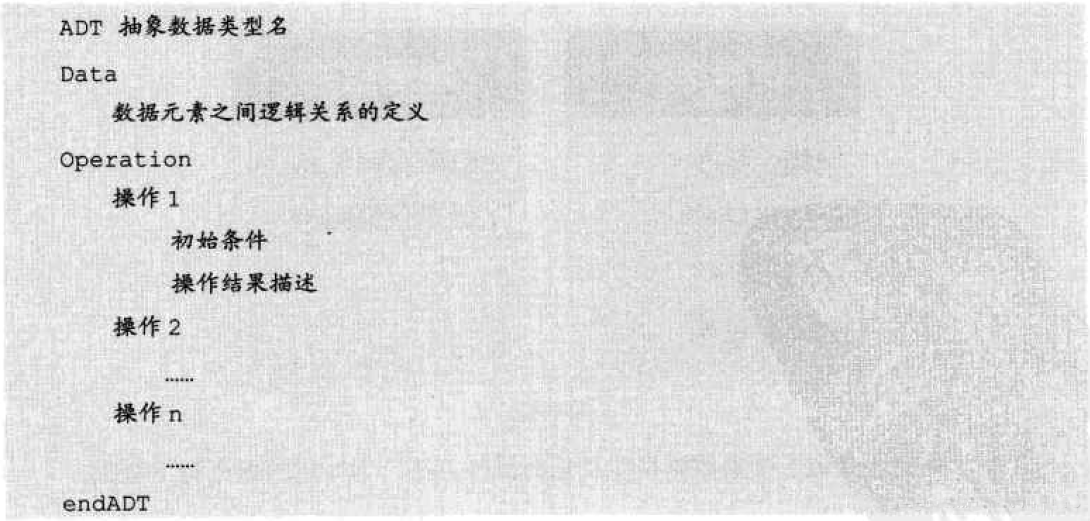 ADT 抽象数据类型名
Data
数据元素之间逻辑关系的定义
Operation
操作 1
初始条件
操作结果描述
操作 2
……
操作 n
……
endADT